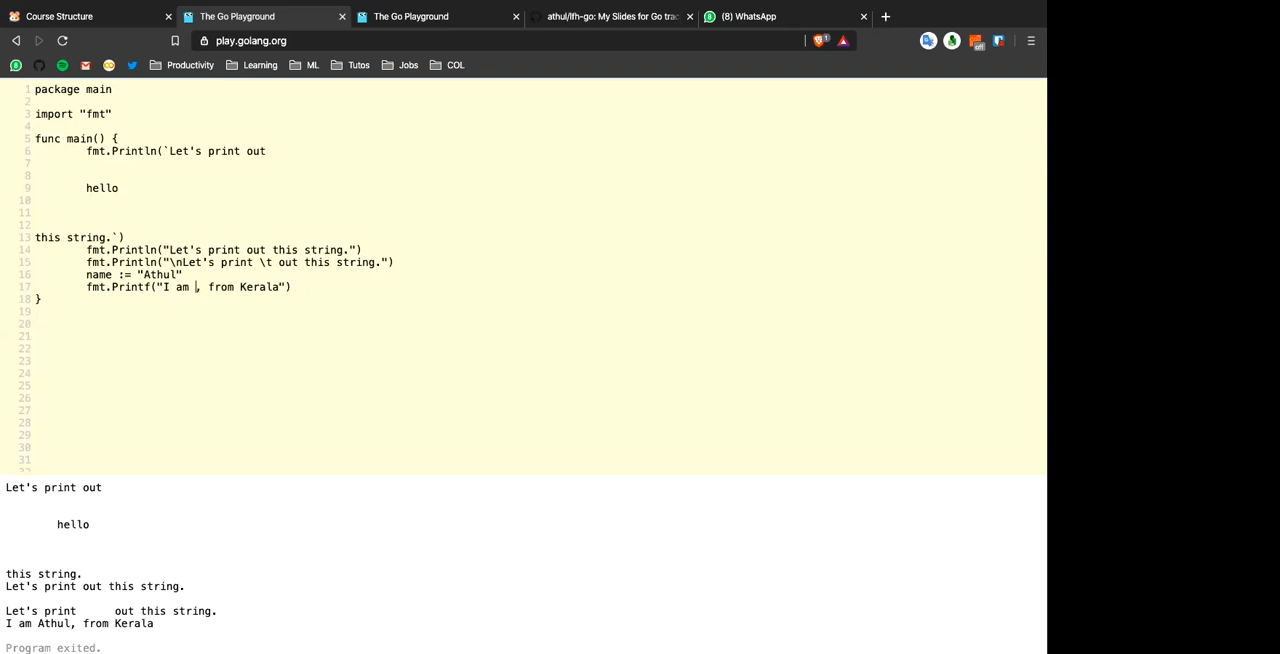 Course Structure
The Go Playground
The Go Playground
athul/lfh-go: My Slides for Go trac
(8) WhatsApp
play.golang.org
Productivity
Learning
ML
Tutos
Jobs
COL
1 package main
2
3 import "fmt"
4
5 func main() {
6 fmt.Println(`Let's print out
7
8
9 hello
10
11
12
13 this string.`)
14 fmt.Println("Let's print out this string.")
15 fmt.Println("\nLet's print \t out this string.")
16 name := "Athul"
17 fmt.Printf("I am , from Kerala")
18 }
19
20
21
22
23
24
25
26
27
28
29
30
31
Let's print out
hello
this string.
Let's print out this string.
Let's print out this string.
I am Athul, from Kerala
Program exited.